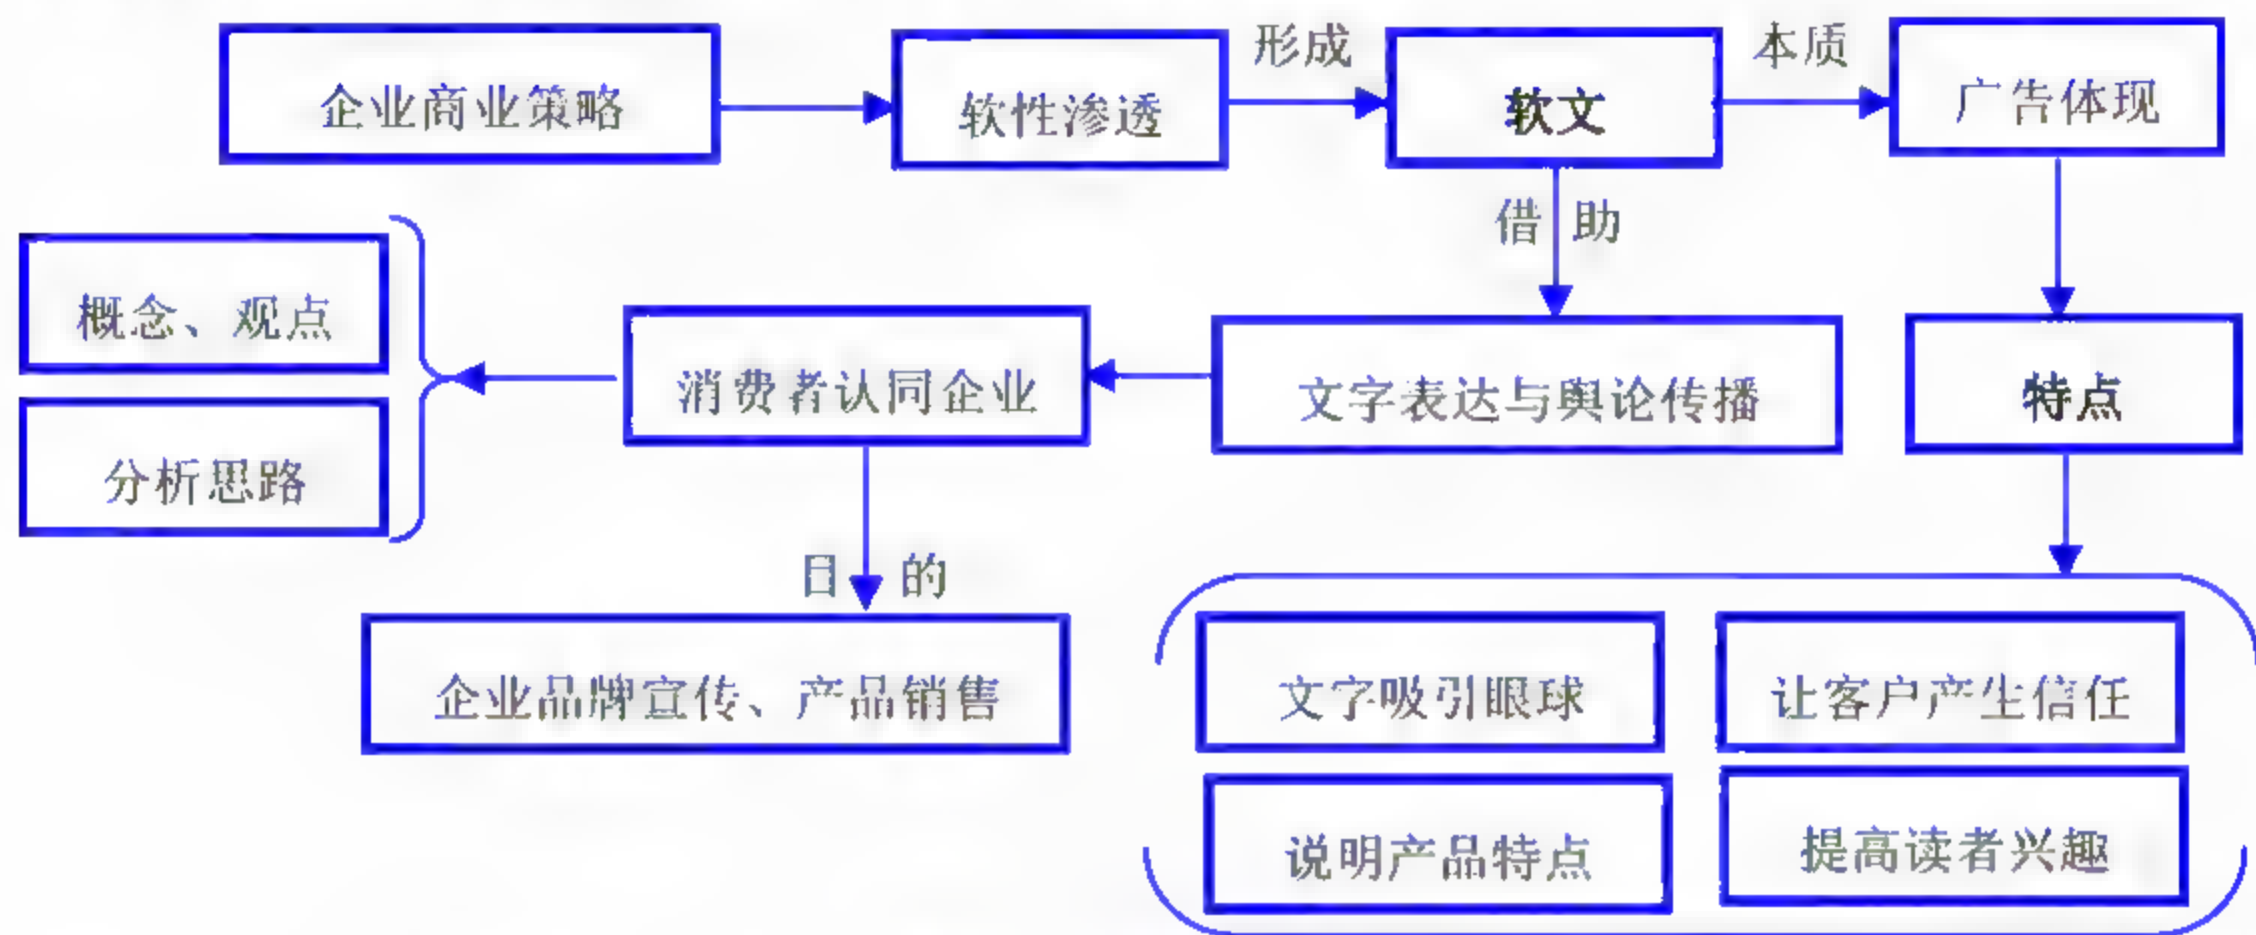 企业商业策略
软性渗透
形成
软文
本质
广告体现
借助
概念、观点
分析思路
消费者认同企业
文字表达与舆论传播
特点
目的
企业品牌宣传、产品销售
文字吸引眼球
让客户产生信任
说明产品特点
提高读者兴趣